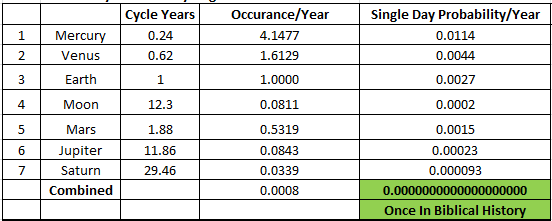 Cycle Years Occurance/Year Single Day Probability/Year
1 Mercury 0.24 4.1477 0.0114
2 Venus 0.62 1.6129 0.0044
3 Earth 1 1.0000 0.0027
4 Moon 12.3 0.0811 0.0002
5 Mars 1.88 0.5319 0.0015
6 Jupiter 11.86 0.0843 0.00023
7 Saturn 29.46 0.0339 0.000093
Combined 0.0008 0.000000000000000000
Once In Biblical History